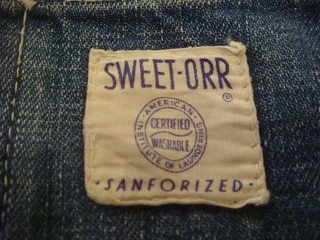 SWEET-ORR
®
AMERICAN
INSTITUTE OF LAUNDERING
CERTIFIED
WASHABLE
· SANFORIZED ·